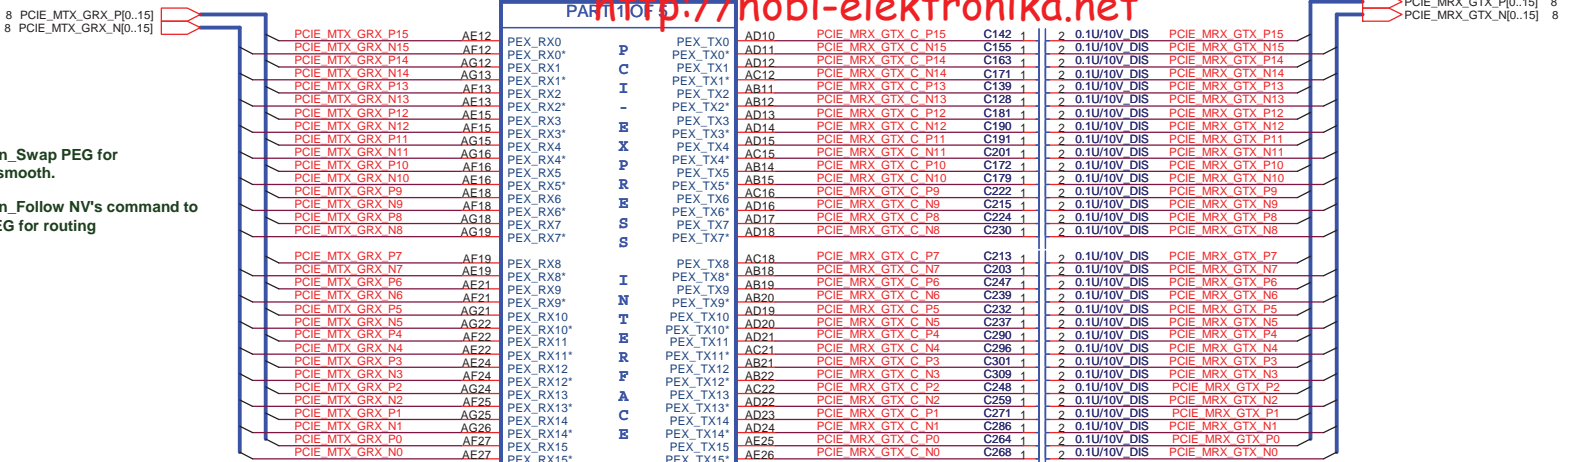 http://hobi-elektronika.net
PART 1 OF 5
8 PCIE_MTX_GRX_P[0..15]
8 PCIE_MTX_GRX_N[0..15]
PCIE_MRX_GTX_P[0..15] 8
PCIE_MRX_GTX_N[0..15] 8
PCI-EXPRESS INTERFACE
n_Swap PEG for
smooth.
n_Follow NV's command to
EG for routing
PCIE_MTX_GRX_P15 AE12 PEX_RX0 PEX_TX0 AD10 PCIE_MRX_GTX_C_P15 C142 1 2 0.1U/10V_DIS PCIE_MRX_GTX_P15
PCIE_MTX_GRX_N15 AF12 PEX_RX0* PEX_TX0* AD11 PCIE_MRX_GTX_C_N15 C155 1 2 0.1U/10V_DIS PCIE_MRX_GTX_N15
PCIE_MTX_GRX_P14 AG12 PEX_RX1 PEX_TX1 AD12 PCIE_MRX_GTX_C_P14 C163 1 2 0.1U/10V_DIS PCIE_MRX_GTX_P14
PCIE_MTX_GRX_N14 AG13 PEX_RX1* PEX_TX1* AC12 PCIE_MRX_GTX_C_N14 C171 1 2 0.1U/10V_DIS PCIE_MRX_GTX_N14
PCIE_MTX_GRX_P13 AF13 PEX_RX2 PEX_TX2 AB11 PCIE_MRX_GTX_C_P13 C139 1 2 0.1U/10V_DIS PCIE_MRX_GTX_P13
PCIE_MTX_GRX_N13 AE13 PEX_RX2* PEX_TX2* AB12 PCIE_MRX_GTX_C_N13 C128 1 2 0.1U/10V_DIS PCIE_MRX_GTX_N13
PCIE_MTX_GRX_P12 AE15 PEX_RX3 PEX_TX3 AD13 PCIE_MRX_GTX_C_P12 C181 1 2 0.1U/10V_DIS PCIE_MRX_GTX_P12
PCIE_MTX_GRX_N12 AF15 PEX_RX3* PEX_TX3* AD14 PCIE_MRX_GTX_C_N12 C190 1 2 0.1U/10V_DIS PCIE_MRX_GTX_N12
PCIE_MTX_GRX_P11 AG15 PEX_RX4 PEX_TX4 AD15 PCIE_MRX_GTX_C_P11 C191 1 2 0.1U/10V_DIS PCIE_MRX_GTX_P11
PCIE_MTX_GRX_N11 AG16 PEX_RX4* PEX_TX4* AC15 PCIE_MRX_GTX_C_N11 C201 1 2 0.1U/10V_DIS PCIE_MRX_GTX_N11
PCIE_MTX_GRX_P10 AF16 PEX_RX5 PEX_TX5 AB14 PCIE_MRX_GTX_C_P10 C172 1 2 0.1U/10V_DIS PCIE_MRX_GTX_P10
PCIE_MTX_GRX_N10 AE16 PEX_RX5* PEX_TX5* AB15 PCIE_MRX_GTX_C_N10 C179 1 2 0.1U/10V_DIS PCIE_MRX_GTX_N10
PCIE_MTX_GRX_P9 AE18 PEX_RX6 PEX_TX6 AC16 PCIE_MRX_GTX_C_P9 C222 1 2 0.1U/10V_DIS PCIE_MRX_GTX_P9
PCIE_MTX_GRX_N9 AF18 PEX_RX6* PEX_TX6* AD16 PCIE_MRX_GTX_C_N9 C215 1 2 0.1U/10V_DIS PCIE_MRX_GTX_N9
PCIE_MTX_GRX_P8 AG18 PEX_RX7 PEX_TX7 AD17 PCIE_MRX_GTX_C_P8 C224 1 2 0.1U/10V_DIS PCIE_MRX_GTX_P8
PCIE_MTX_GRX_N8 AG19 PEX_RX7* PEX_TX7* AD18 PCIE_MRX_GTX_C_N8 C230 1 2 0.1U/10V_DIS PCIE_MRX_GTX_N8
PCIE_MTX_GRX_P7 AF19 PEX_RX8 PEX_TX8 AC18 PCIE_MRX_GTX_C_P7 C213 1 2 0.1U/10V_DIS PCIE_MRX_GTX_P7
PCIE_MTX_GRX_N7 AE19 PEX_RX8* PEX_TX8* AB18 PCIE_MRX_GTX_C_N7 C203 1 2 0.1U/10V_DIS PCIE_MRX_GTX_N7
PCIE_MTX_GRX_P6 AE21 PEX_RX9 PEX_TX9 AB19 PCIE_MRX_GTX_C_P6 C247 1 2 0.1U/10V_DIS PCIE_MRX_GTX_P6
PCIE_MTX_GRX_N6 AF21 PEX_RX9* PEX_TX9* AB20 PCIE_MRX_GTX_C_N6 C239 1 2 0.1U/10V_DIS PCIE_MRX_GTX_N6
PCIE_MTX_GRX_P5 AG21 PEX_RX10 PEX_TX10 AD19 PCIE_MRX_GTX_C_P5 C232 1 2 0.1U/10V_DIS PCIE_MRX_GTX_P5
PCIE_MTX_GRX_N5 AG22 PEX_RX10* PEX_TX10* AD20 PCIE_MRX_GTX_C_N5 C237 1 2 0.1U/10V_DIS PCIE_MRX_GTX_N5
PCIE_MTX_GRX_P4 AF22 PEX_RX11 PEX_TX11 AD21 PCIE_MRX_GTX_C_P4 C290 1 2 0.1U/10V_DIS PCIE_MRX_GTX_P4
PCIE_MTX_GRX_N4 AE22 PEX_RX11* PEX_TX11* AC21 PCIE_MRX_GTX_C_N4 C296 1 2 0.1U/10V_DIS PCIE_MRX_GTX_N4
PCIE_MTX_GRX_P3 AE24 PEX_RX12 PEX_TX12 AB21 PCIE_MRX_GTX_C_P3 C301 1 2 0.1U/10V_DIS PCIE_MRX_GTX_P3
PCIE_MTX_GRX_N3 AF24 PEX_RX12* PEX_TX12* AB22 PCIE_MRX_GTX_C_N3 C309 1 2 0.1U/10V_DIS PCIE_MRX_GTX_N3
PCIE_MTX_GRX_P2 AG24 PEX_RX13 PEX_TX13 AC22 PCIE_MRX_GTX_C_P2 C248 1 2 0.1U/10V_DIS PCIE_MRX_GTX_P2
PCIE_MTX_GRX_N2 AF25 PEX_RX13* PEX_TX13* AD22 PCIE_MRX_GTX_C_N2 C259 1 2 0.1U/10V_DIS PCIE_MRX_GTX_N2
PCIE_MTX_GRX_P1 AG25 PEX_RX14 PEX_TX14 AD23 PCIE_MRX_GTX_C_P1 C271 1 2 0.1U/10V_DIS PCIE_MRX_GTX_P1
PCIE_MTX_GRX_N1 AG26 PEX_RX14* PEX_TX14* AD24 PCIE_MRX_GTX_C_N1 C286 1 2 0.1U/10V_DIS PCIE_MRX_GTX_N1
PCIE_MTX_GRX_P0 AF27 PEX_RX15 PEX_TX15 AE25 PCIE_MRX_GTX_C_P0 C264 1 2 0.1U/10V_DIS PCIE_MRX_GTX_P0
PCIE_MTX_GRX_N0 AE27 PEX_RX15* PEX_TX15* AE26 PCIE_MRX_GTX_C_N0 C268 1 2 0.1U/10V_DIS PCIE_MRX_GTX_N0